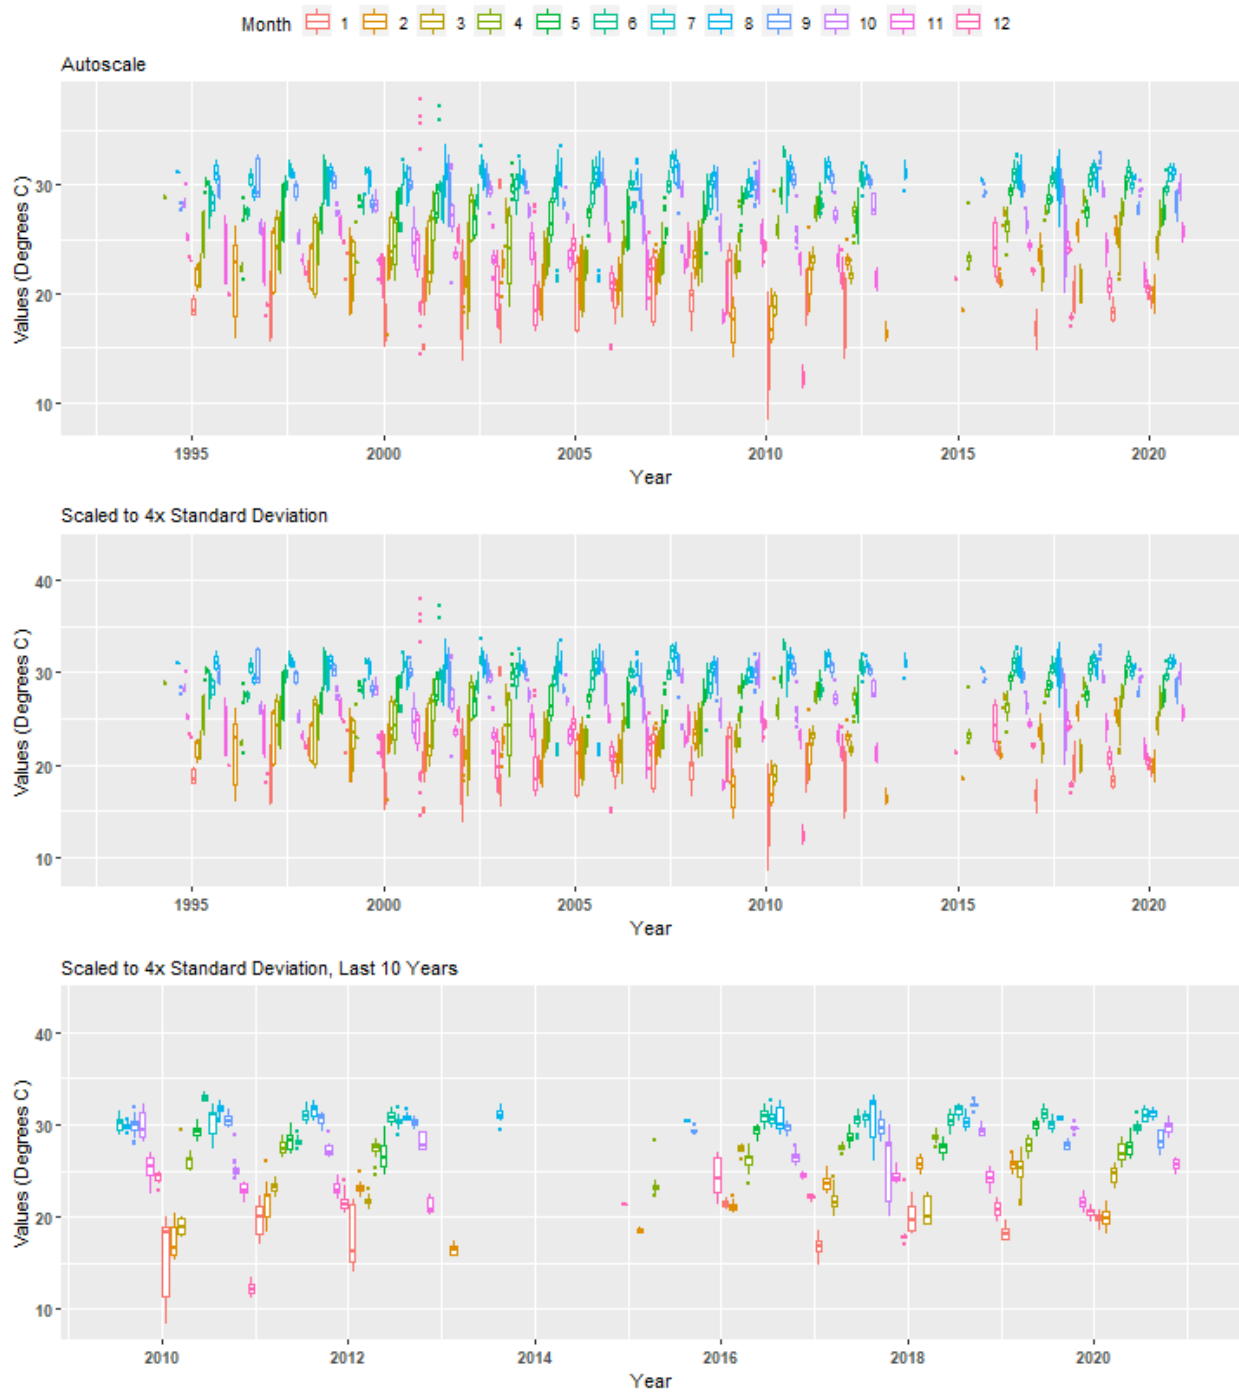 Month 1 2 3 4 5 6 7 8 9 10 11 12
Autoscale
Values (Degrees C)
30
20
10
1995 2000 2005 2010 2015 2020
Year
Scaled to 4x Standard Deviation
Values (Degrees C)
40
30
20
10
1995 2000 2005 2010 2015 2020
Year
Scaled to 4x Standard Deviation, Last 10 Years
Values (Degrees C)
40
30
20
10
2010 2012 2014 2016 2018 2020
Year